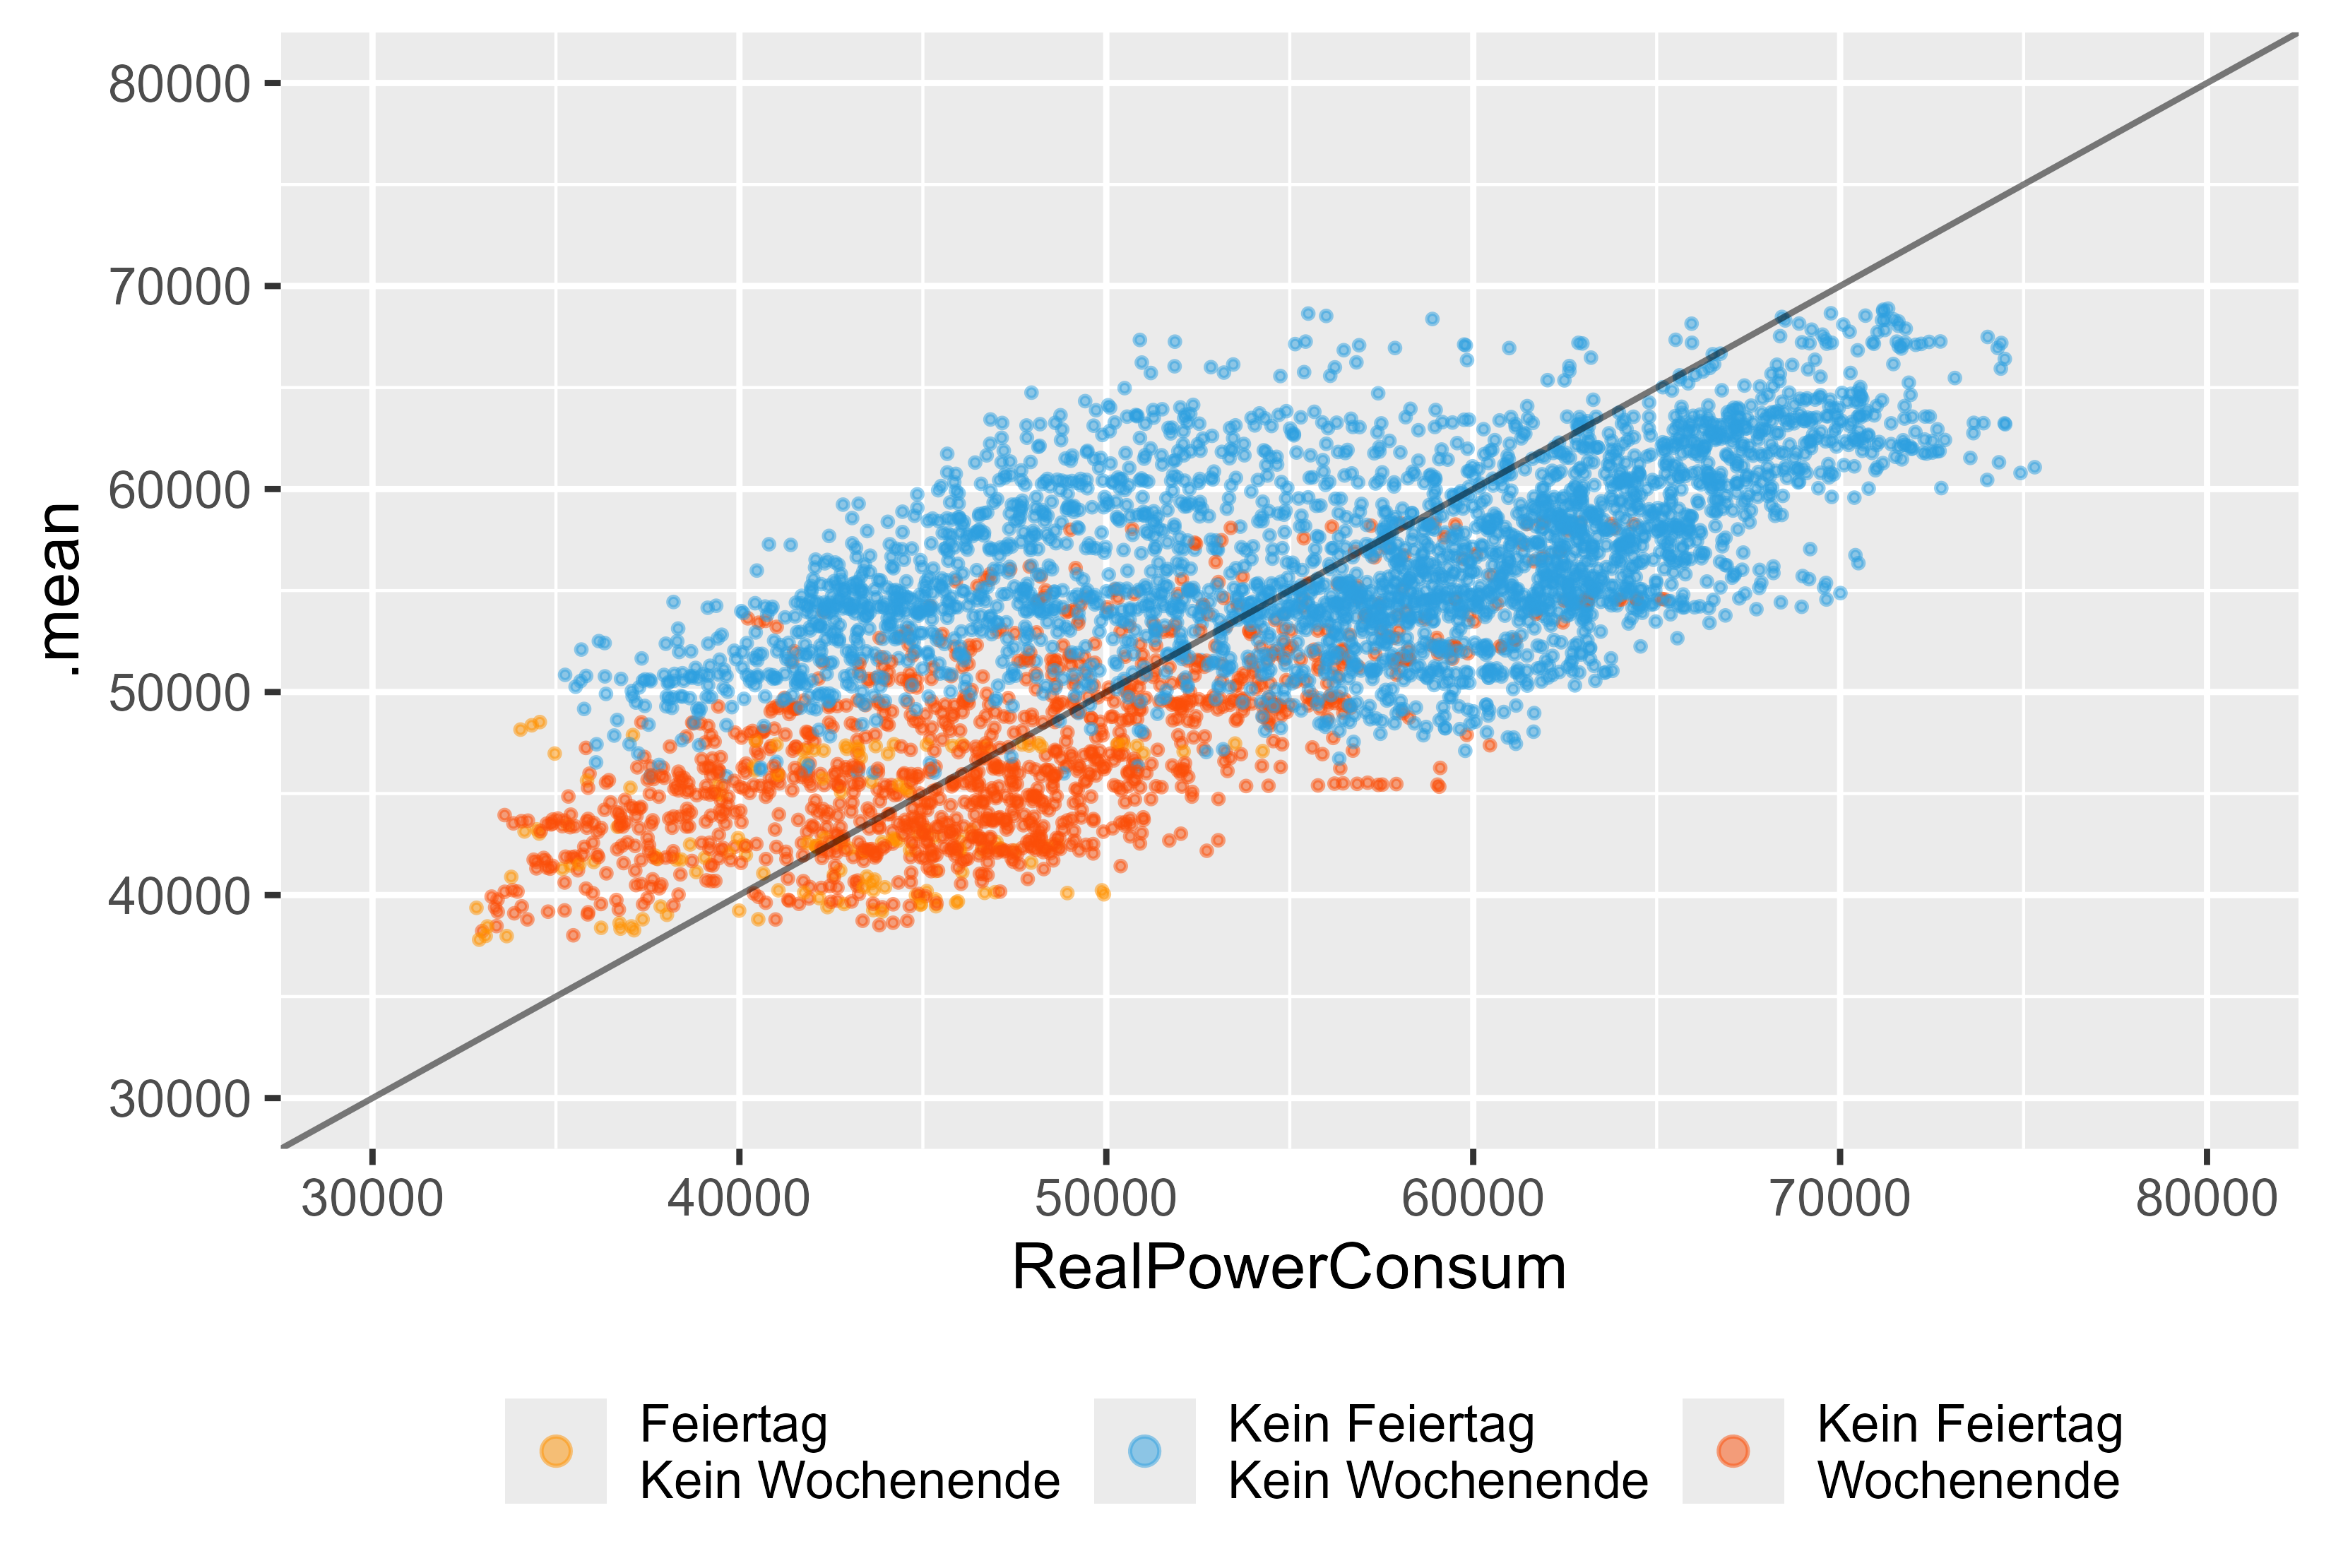 80000
70000
60000
50000
40000
30000
.mean
30000 40000 50000 60000 70000 80000
RealPowerConsum
Feiertag
Kein Wochenende
Kein Feiertag
Kein Wochenende
Kein Feiertag
Wochenende